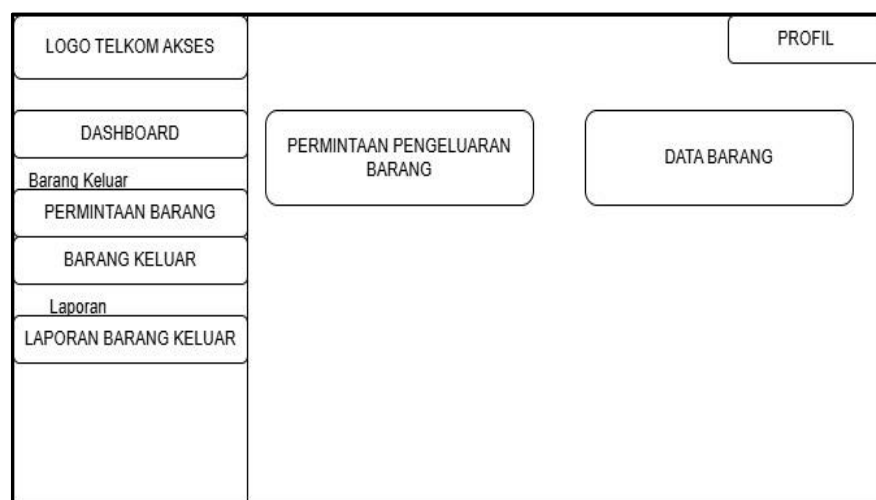 LOGO TELKOM AKSES
PROFIL
DASHBOARD
Barang Keluar
PERMINTAAN BARANG
BARANG KELUAR
Laporan
LAPORAN BARANG KELUAR
PERMINTAAN PENGELUARAN
BARANG
DATA BARANG